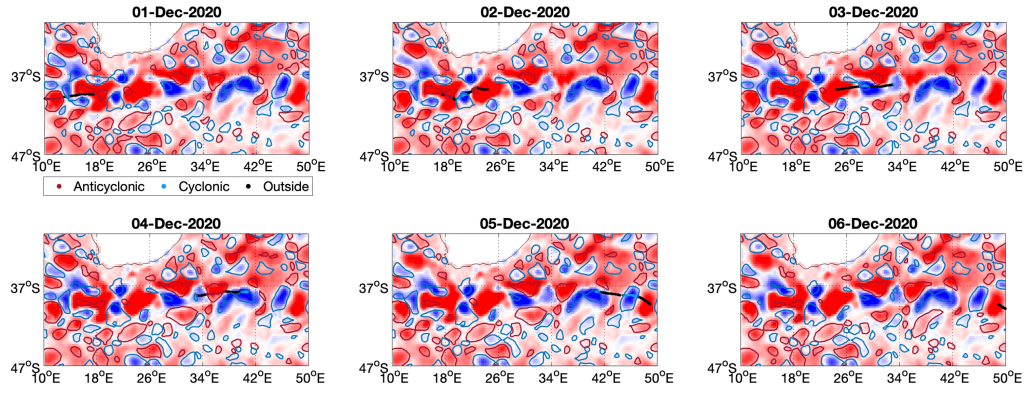 01-Dec-2020
02-Dec-2020
03-Dec-2020
37°S
47°S
10°E 18°E 26°E 34°E 42°E 50°E
37°S
47°S
10°E 18°E 26°E 34°E 42°E 50°E
37°S
47°S
10°E 18°E 26°E 34°E 42°E 50°E
Anticyclonic Cyclonic Outside
04-Dec-2020
05-Dec-2020
06-Dec-2020
37°S
47°S
10°E 18°E 26°E 34°E 42°E 50°E
37°S
47°S
10°E 18°E 26°E 34°E 42°E 50°E
37°S
47°S
10°E 18°E 26°E 34°E 42°E 50°E